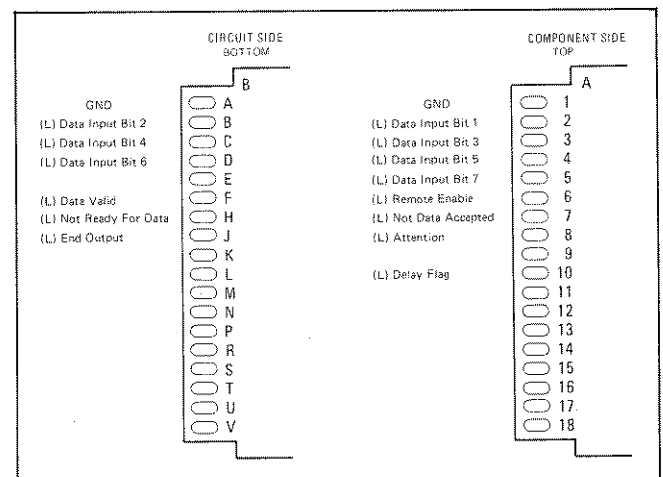 CIRCUIT SIDE
BOTTOM
B
GND A
(L) Data Input Bit 2 B
(L) Data Input Bit 4 C
(L) Data Input Bit 6 D
E
(L) Data Valid F
(L) Not Ready For Data H
(L) End Output J
K
L
M
N
P
R
S
T
U
V
COMPONENT SIDE
TOP
A
GND 1
(L) Data Input Bit 1 2
(L) Data Input Bit 3 3
(L) Data Input Bit 5 4
(L) Data Input Bit 7 5
(L) Remote Enable 6
(L) Not Data Accepted 7
(L) Attention 8
9
(L) Delay Flag 10
11
12
13
14
15
16
17
18